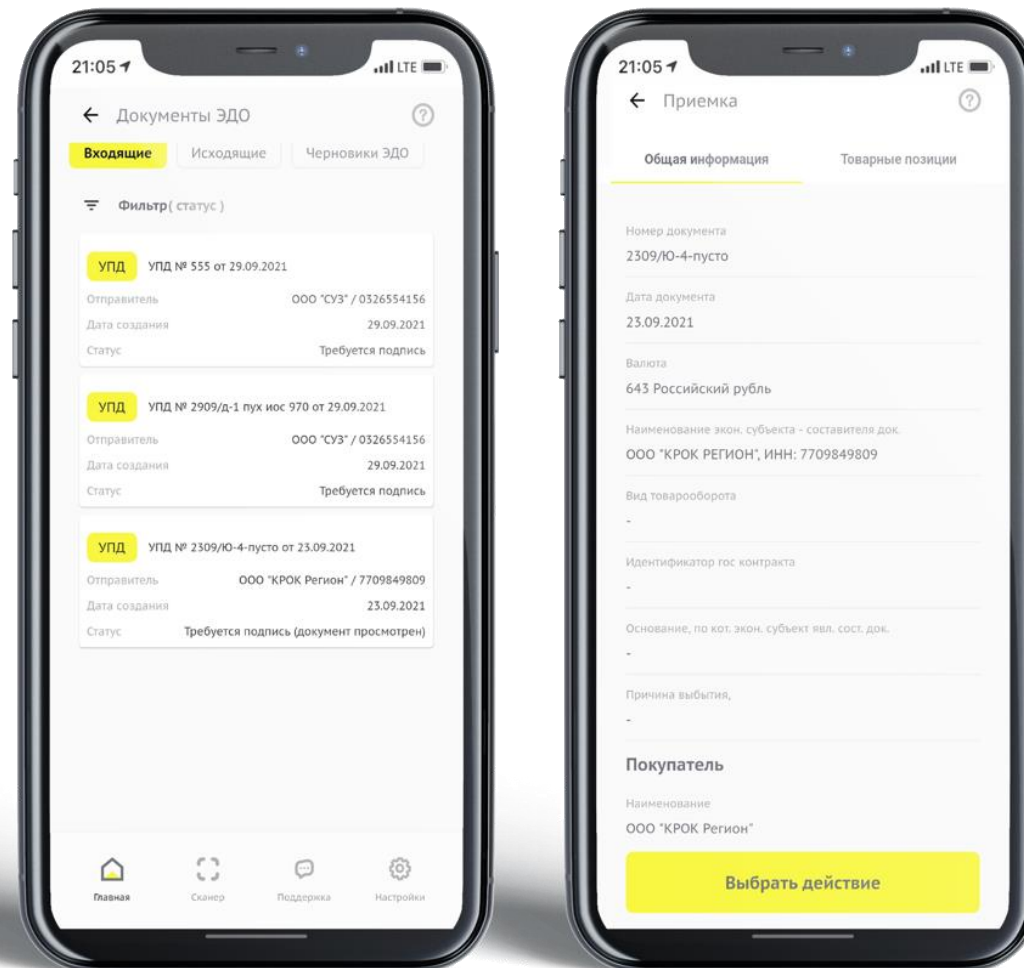 21:05
LTE
Документы ЭДО
?
Входящие
Исходящие
Черновики ЭДО
Фильтр( статус )
УПД
УПД № 555 от 29.09.2021
Отправитель
ООО "СУЗ" / 0326554156
Дата создания
29.09.2021
Статус
Требуется подпись
УПД
УПД № 2909/д-1 пух иос 970 от 29.09.2021
Отправитель
ООО "СУЗ" / 0326554156
Дата создания
29.09.2021
Статус
Требуется подпись
УПД
УПД № 2309/Ю-4-пусто от 23.09.2021
Отправитель
ООО "КРОК Регион" / 7709849809
Дата создания
23.09.2021
Статус
Требуется подпись (документ просмотрен)
Главная
Сканер
Поддержка
Настройки
21:05
LTE
Приемка
?
Общая информация
Товарные позиции
Номер документа
2309/Ю-4-пусто
Дата документа
23.09.2021
Валюта
643 Российский рубль
Наименование экон. субъекта - составителя док.
ООО "КРОК РЕГИОН", ИНН: 7709849809
Вид товарооборота
-
Идентификатор гос контракта
-
Основание, по кот. экон. субъект явл. сост. док.
-
Причина выбытия,
-
Покупатель
Наименование
ООО "КРОК Регион"
Выбрать действие